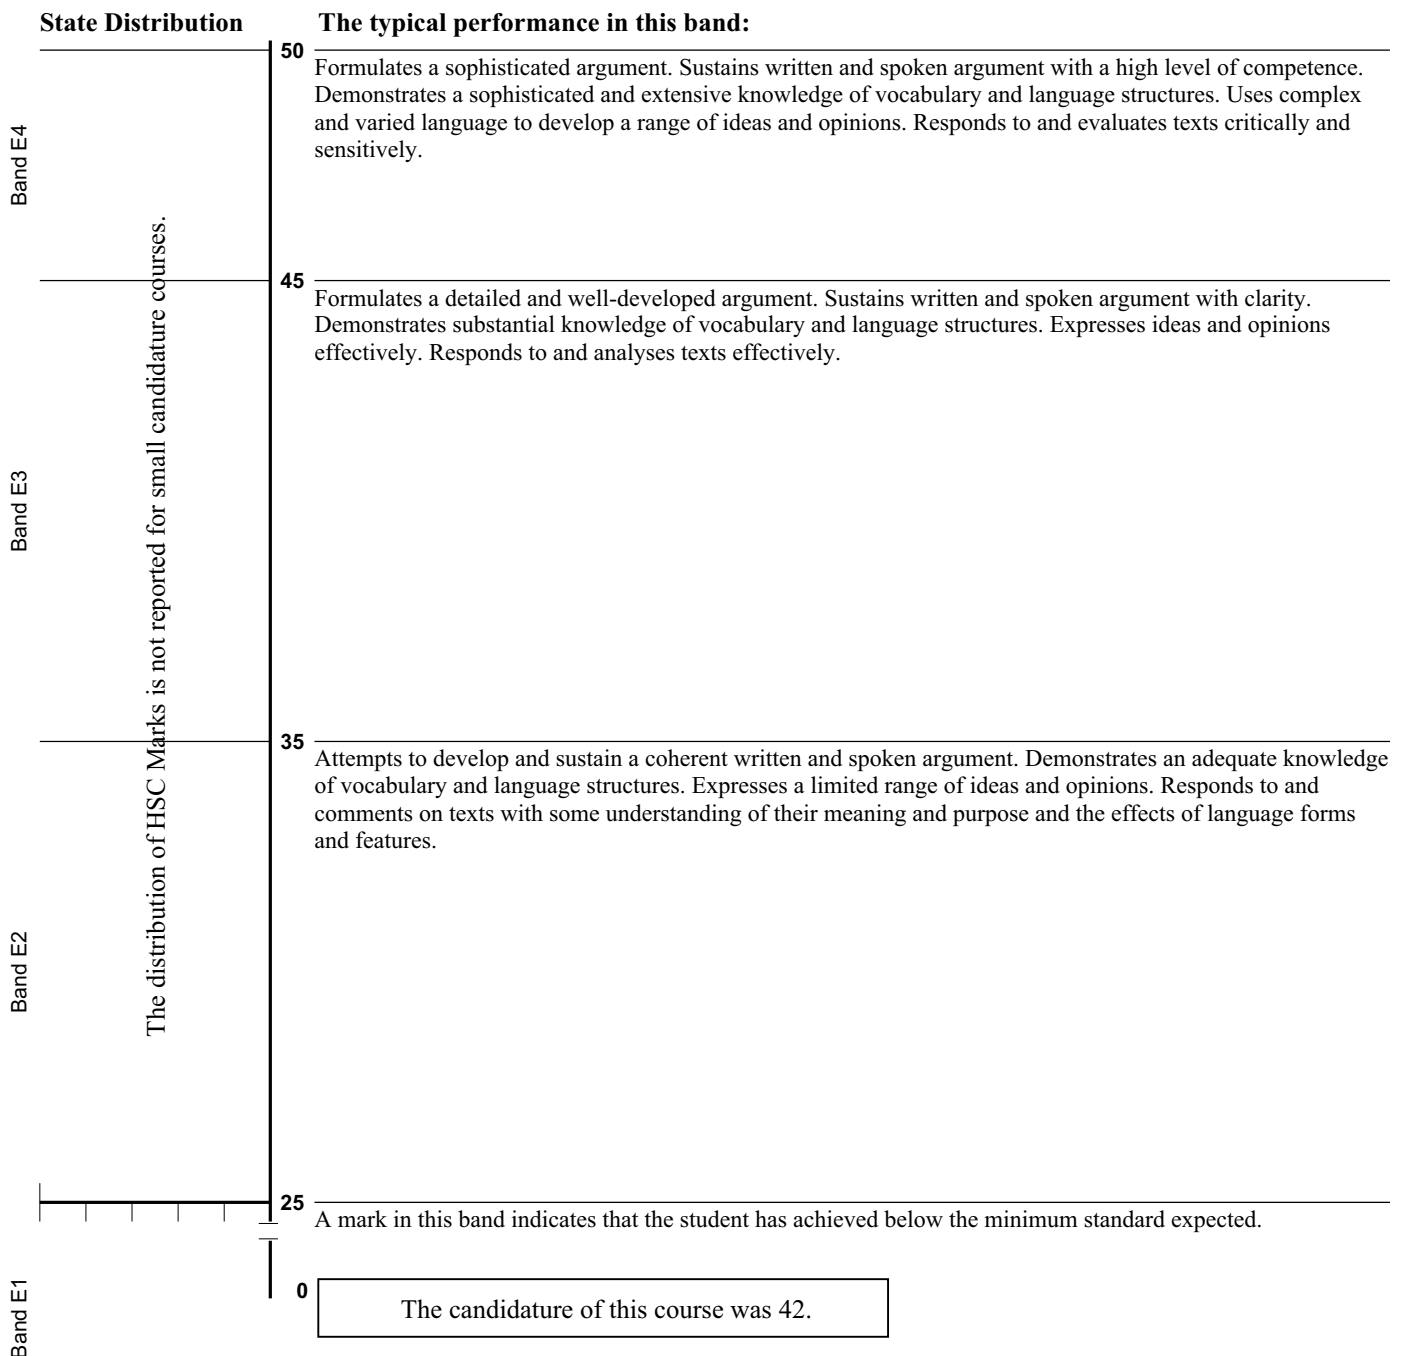 State Distribution
The typical performance in this band:
50
Formulates a sophisticated argument. Sustains written and spoken argument with a high level of competence.
Demonstrates a sophisticated and extensive knowledge of vocabulary and language structures. Uses complex
and varied language to develop a range of ideas and opinions. Responds to and evaluates texts critically and
sensitively.
Band E4
The distribution of HSC Marks is not reported for small candidature courses.
45
Formulates a detailed and well-developed argument. Sustains written and spoken argument with clarity.
Demonstrates substantial knowledge of vocabulary and language structures. Expresses ideas and opinions
effectively. Responds to and analyses texts effectively.
Band E3
35
Attempts to develop and sustain a coherent written and spoken argument. Demonstrates an adequate knowledge
of vocabulary and language structures. Expresses a limited range of ideas and opinions. Responds to and
comments on texts with some understanding of their meaning and purpose and the effects of language forms
and features.
Band E2
25
A mark in this band indicates that the student has achieved below the minimum standard expected.
0
Band E1
The candidature of this course was 42.